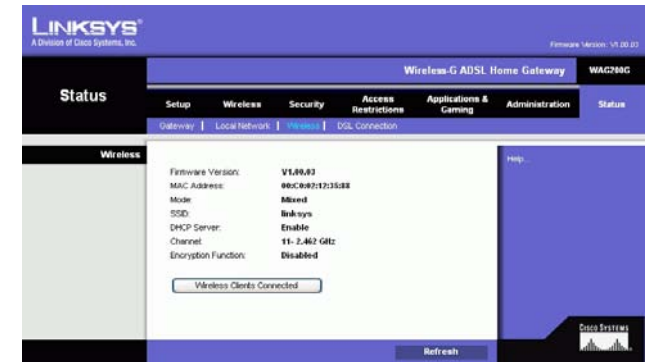 LINKSYS®
A Division of Cisco Systems, Inc.
Firmware Version: V1.00.03
Wireless-G ADSL Home Gateway
WAG200G
Status
Setup
Wireless
Security
Access Restrictions
Applications & Gaming
Administration
Status
Gateway | Local Network | Wireless | DSL Connection
Wireless
Firmware Version: V1.00.03
MAC Address: 00:C0:02:12:35:88
Mode: Mixed
SSID: linksys
DHCP Server: Enable
Channel: 11- 2.462 GHz
Encryption Function: Disabled
Wireless Clients Connected
Help...
Refresh
CISCO SYSTEMS